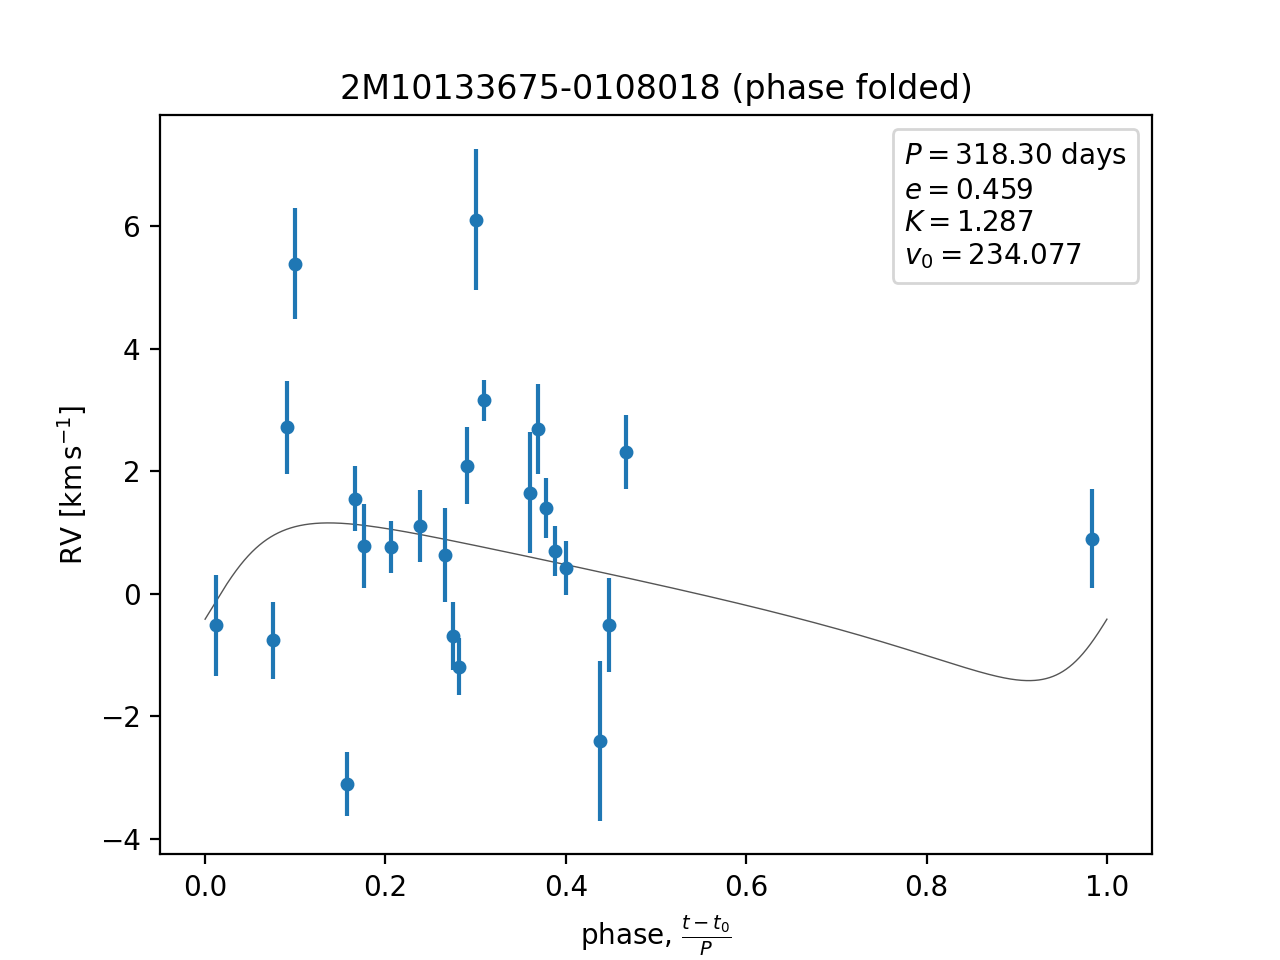 2M10133675-0108018 (phase folded)
P = 318.30 days
e = 0.459
K = 1.287
v₀ = 234.077
RV [km s⁻¹]
6
4
2
0
−2
−4
0.0 0.2 0.4 0.6 0.8 1.0
phase, (t − t₀)/P